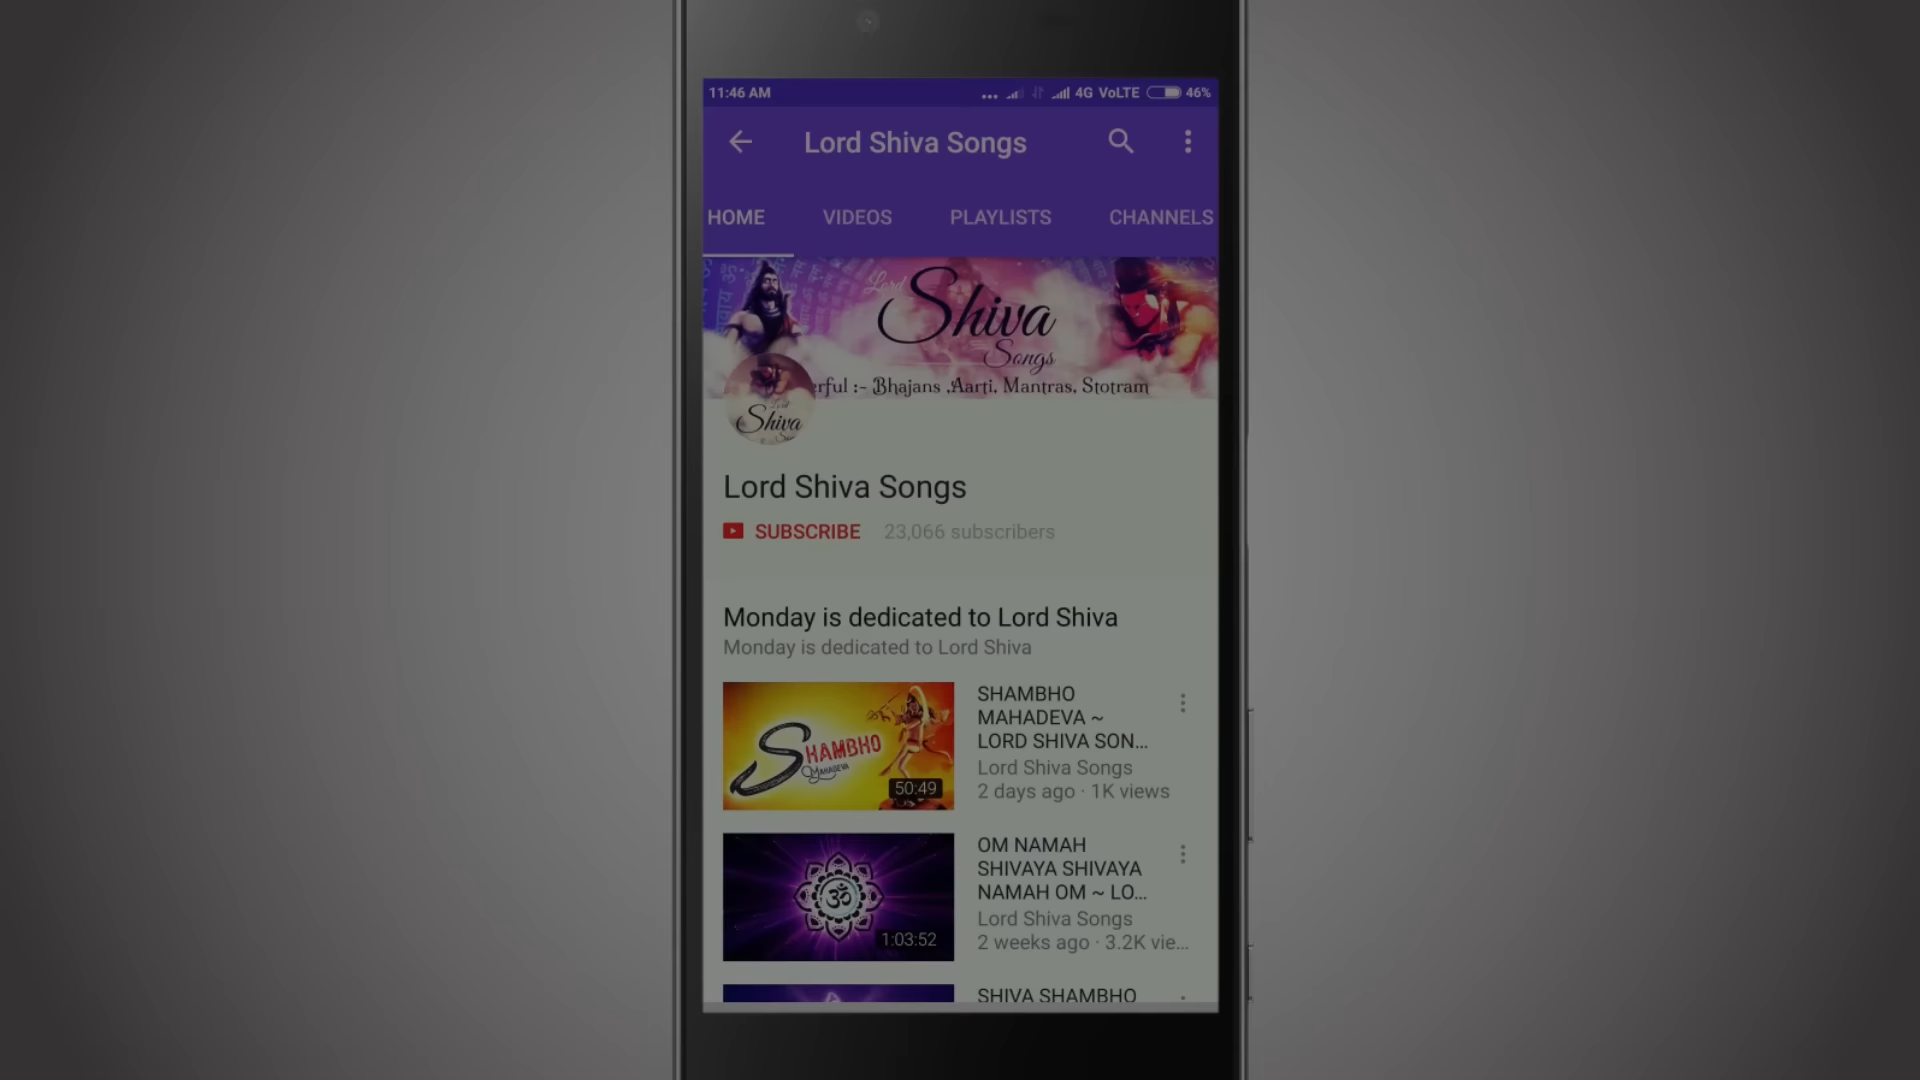 11:46 AM ... 4G VoLTE 46%
Lord Shiva Songs
HOME VIDEOS PLAYLISTS CHANNELS
Lord
Shiva
Songs
erful :- Bhajans ,Aarti, Mantras, Stotram
Lord
Shiva
Lord Shiva Songs
SUBSCRIBE 23,066 subscribers
Monday is dedicated to Lord Shiva
Monday is dedicated to Lord Shiva
SHAMBHO
MAHADEVA
50:49
SHAMBHO
MAHADEVA ~
LORD SHIVA SON...
Lord Shiva Songs
2 days ago · 1K views
ॐ
1:03:52
OM NAMAH
SHIVAYA SHIVAYA
NAMAH OM ~ LO...
Lord Shiva Songs
2 weeks ago · 3.2K vie...
SHIVA SHAMBHO